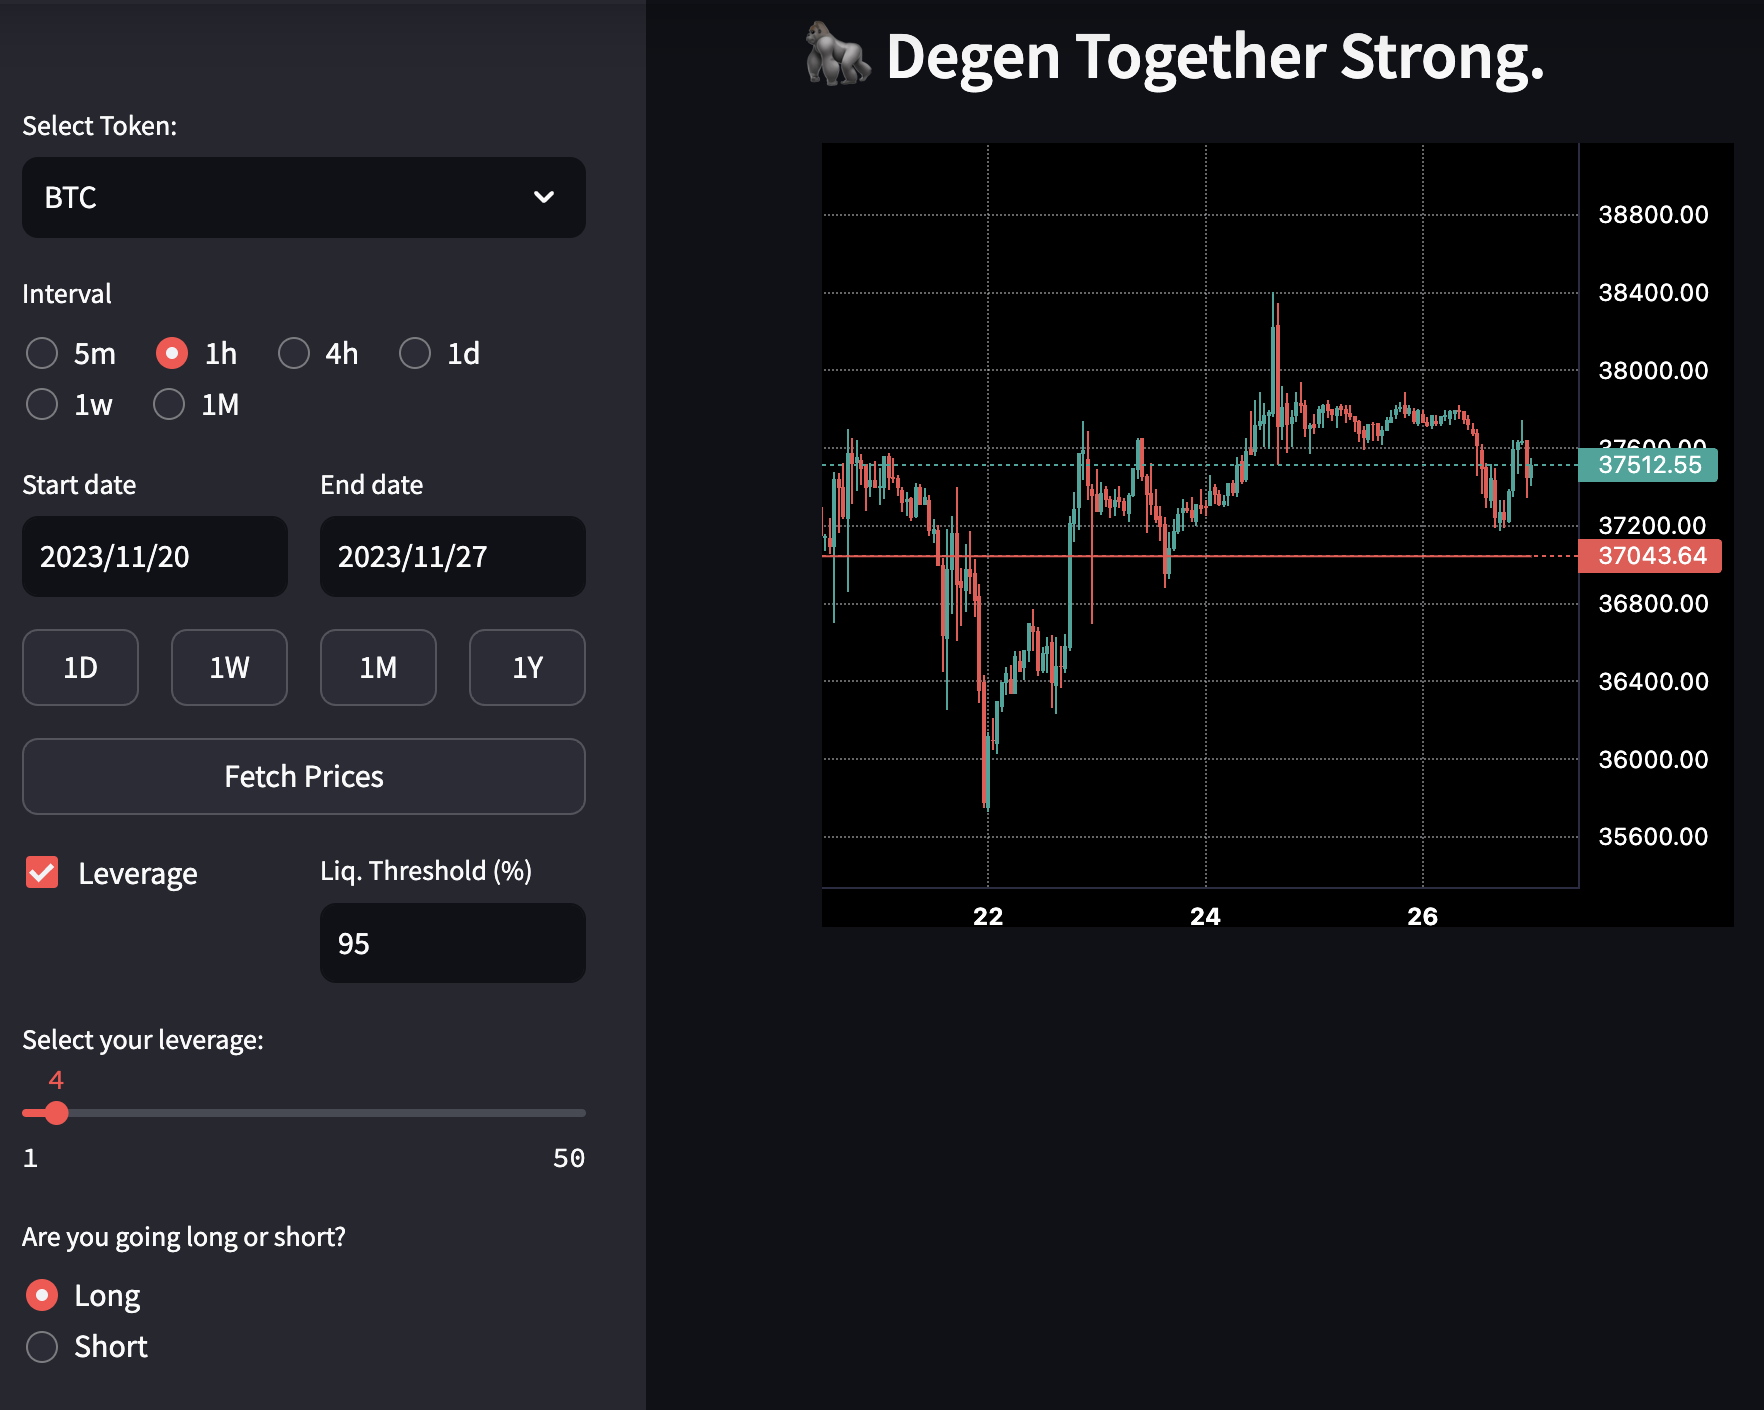 Select Token:
BTC
Interval
5m 1h 4h 1d
1w 1M
Start date End date
2023/11/20 2023/11/27
1D 1W 1M 1Y
Fetch Prices
Leverage Liq. Threshold (%)
95
Select your leverage:
4
1 50
Are you going long or short?
Long
Short
Degen Together Strong.
38800.00
38400.00
38000.00
37600.00
37512.55
37200.00
37043.64
36800.00
36400.00
36000.00
35600.00
22 24 26